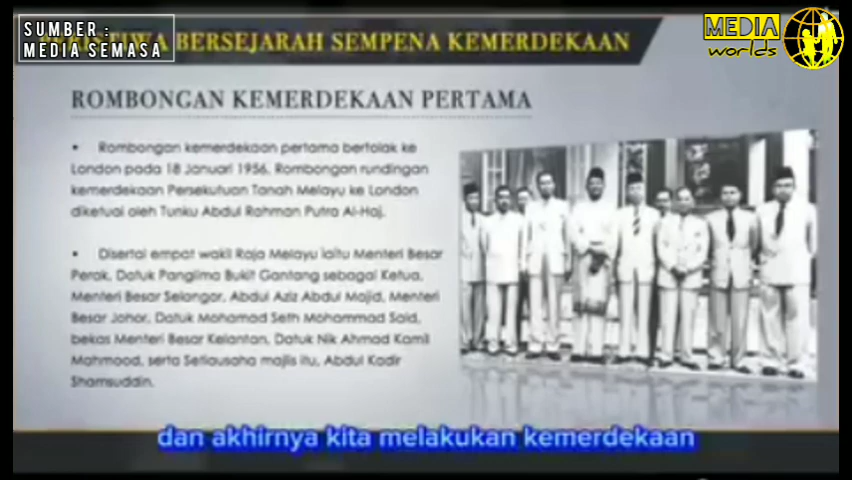 SUMBER :
MEDIA SEMASA
BERSEJARAH SEMPENA KEMERDEKAAN
MEDIA
worlds
ROMBONGAN KEMERDEKAAN PERTAMA
• Rombongan kemerdekaan pertama bertolak ke
London pada 18 Januari 1956. Rombongan rundingan
kemerdekaan Persekutuan Tanah Melayu ke London
diketuai oleh Tunku Abdul Rahman Putra Al-Haj.
• Disertai empat wakil Raja Melayu iaitu Menteri Besar
Perak, Datuk Panglima Bukit Gantang sebagai Ketua,
Menteri Besar Selangor, Abdul Aziz Abdul Majid, Menteri
Besar Johor, Datuk Mohamad Seth Mohammad Said,
bekas Menteri Besar Kelantan, Datuk Nik Ahmad Kamil
Mahmood, serta Setiausaha majlis itu, Abdul Kadir
Shamsuddin.
dan akhirnya kita melakukan kemerdekaan